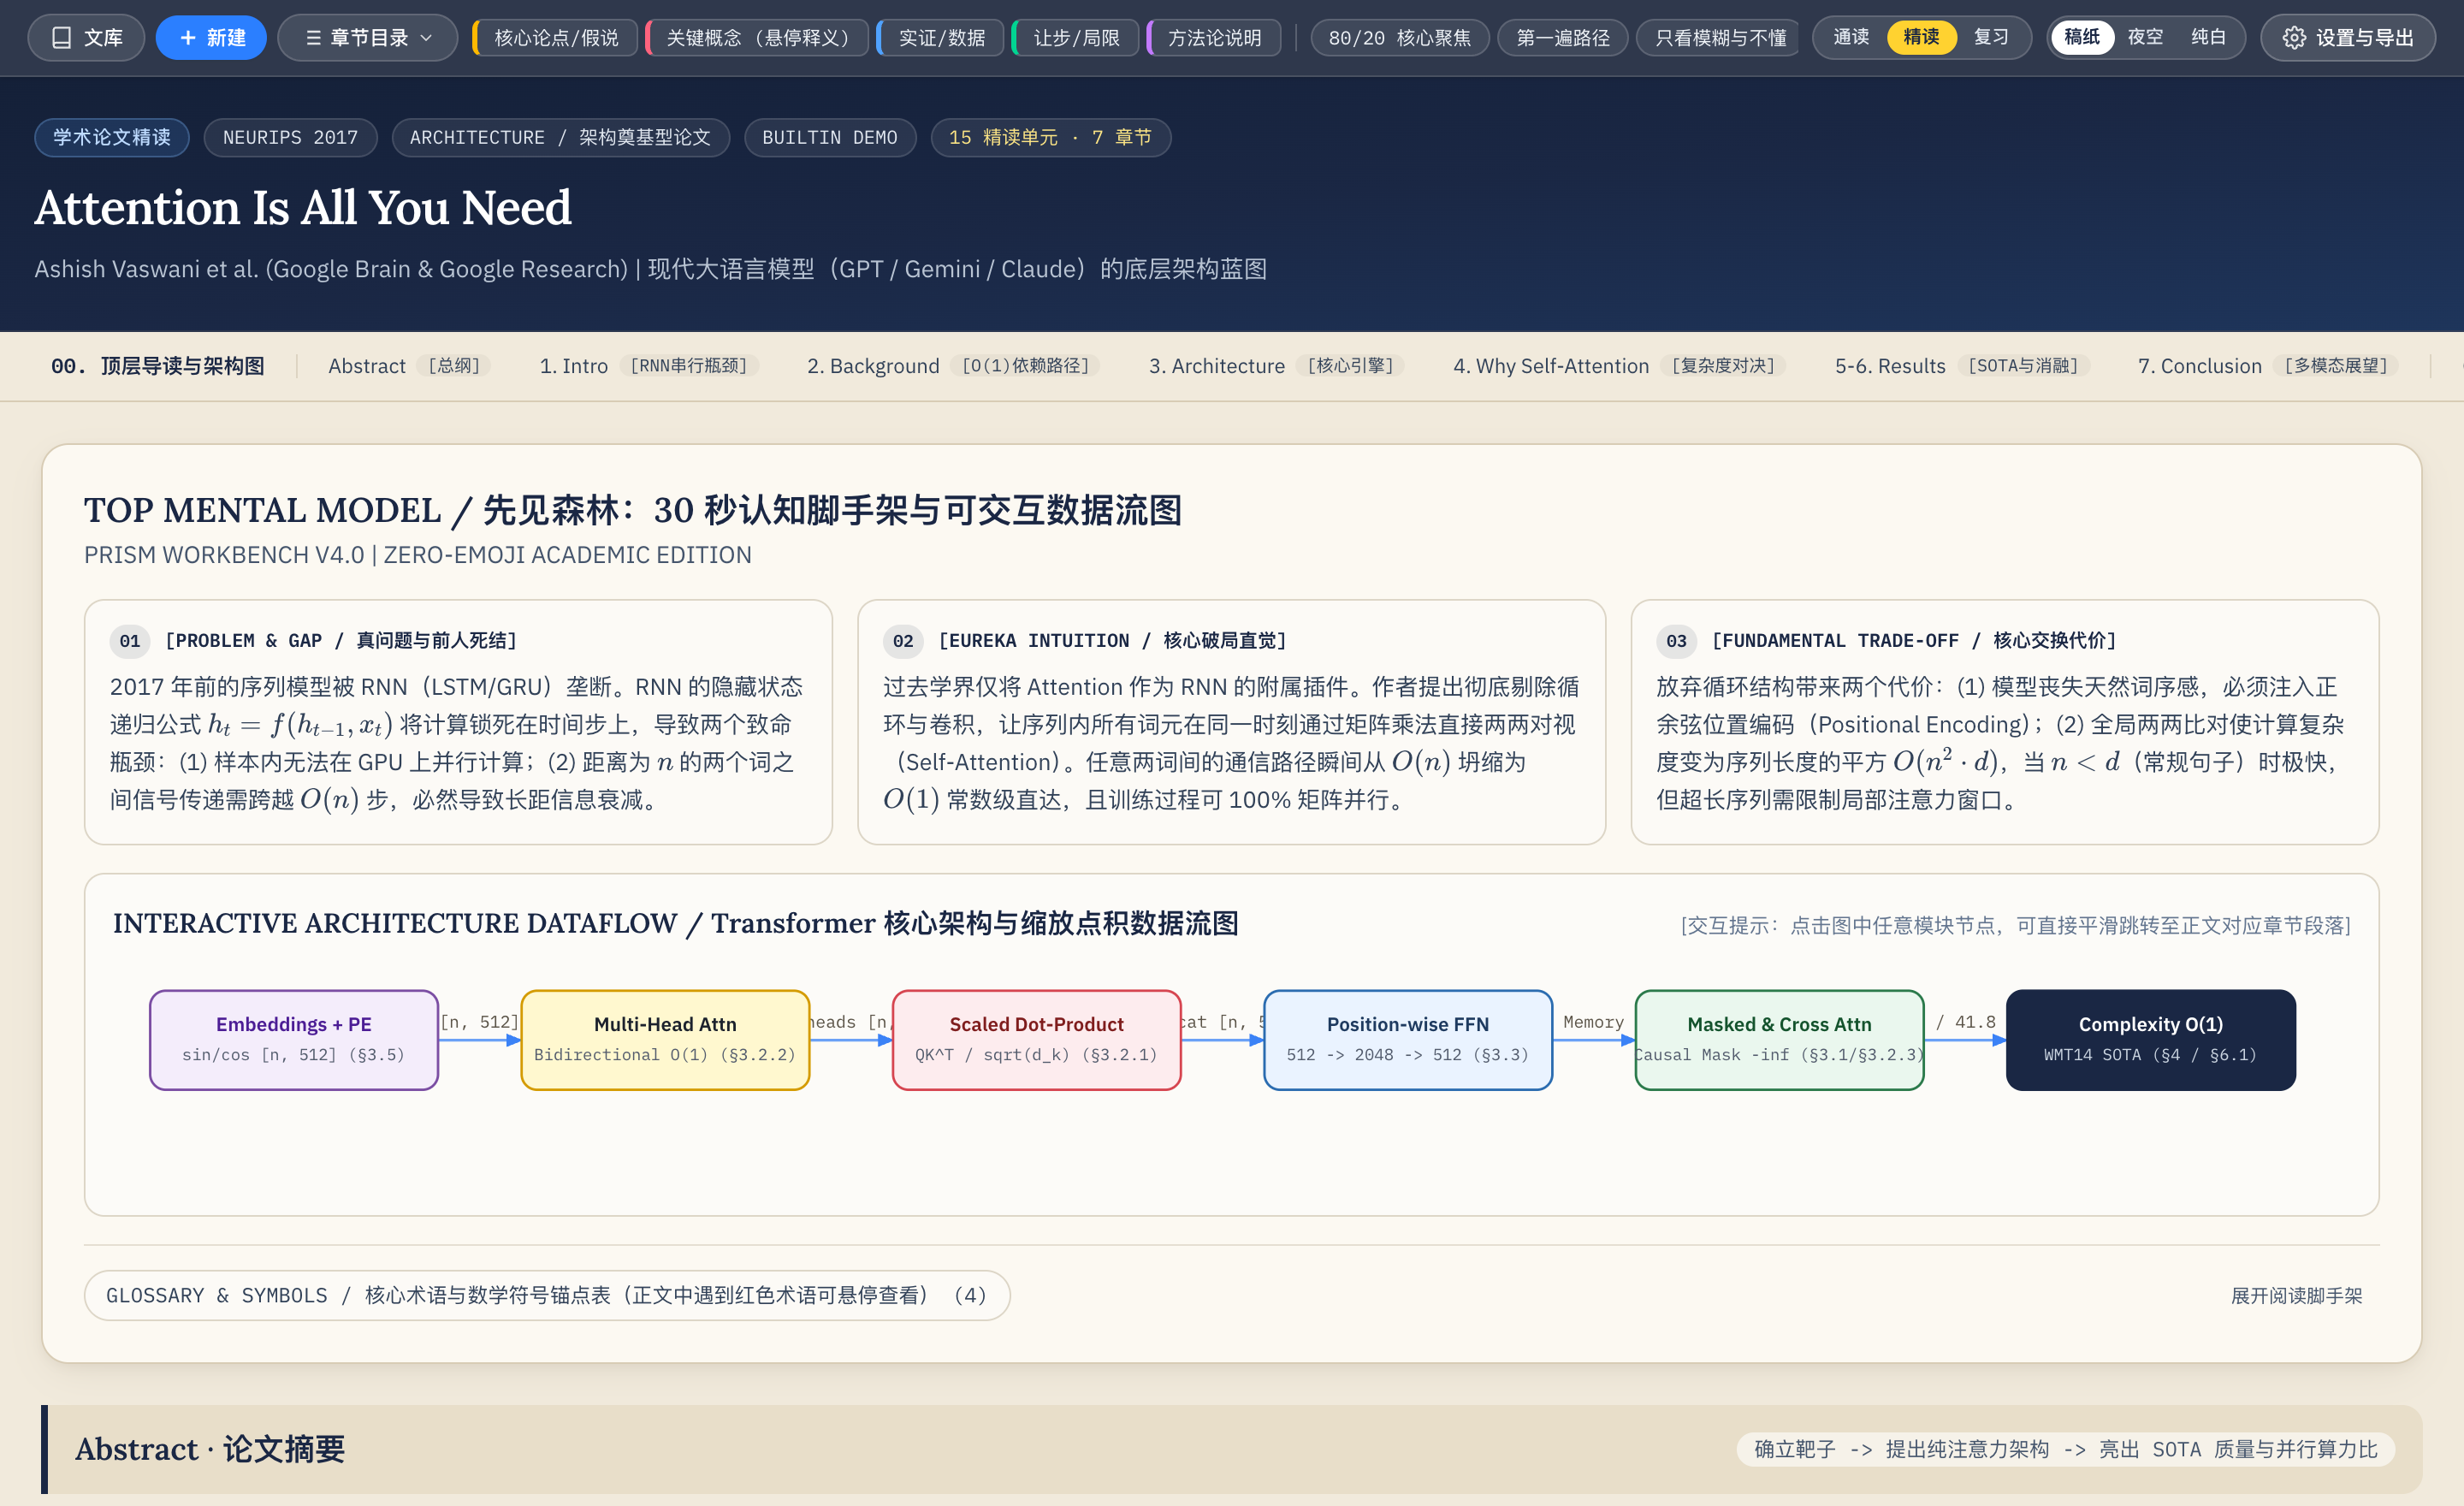 文库
新建
章节目录
核心论点/假说
关键概念 (悬停释义)
实证/数据
让步/局限
方法论说明
80/20 核心聚焦
第一遍路径
只看模糊与不懂
通读
精读
复习
稿纸
夜空
纯白
设置与导出
学术论文精读
NEURIPS 2017
ARCHITECTURE / 架构奠基型论文
BUILTIN DEMO
15 精读单元 · 7 章节
Attention Is All You Need
Ashish Vaswani et al. (Google Brain & Google Research) | 现代大语言模型（GPT / Gemini / Claude）的底层架构蓝图
00. 顶层导读与架构图
Abstract [总纲]
1. Intro [RNN串行瓶颈]
2. Background [O(1)依赖路径]
3. Architecture [核心引擎]
4. Why Self-Attention [复杂度对决]
5-6. Results [SOTA与消融]
7. Conclusion [多模态展望]
TOP MENTAL MODEL / 先见森林：30 秒认知脚手架与可交互数据流图
PRISM WORKBENCH V4.0 | ZERO-EMOJI ACADEMIC EDITION
01 [PROBLEM & GAP / 真问题与前人死结]
2017 年前的序列模型被 RNN（LSTM/GRU）垄断。RNN 的隐藏状态
递归公式 h_t = f(h_{t−1}, x_t) 将计算锁死在时间步上，导致两个致命
瓶颈：(1) 样本内无法在 GPU 上并行计算；(2) 距离为 n 的两个词之
间信号传递需跨越 O(n) 步，必然导致长距信息衰减。
02 [EUREKA INTUITION / 核心破局直觉]
过去学界仅将 Attention 作为 RNN 的附属插件。作者提出彻底剔除循
环与卷积，让序列内所有词元在同一时刻通过矩阵乘法直接两两对视
（Self-Attention）。任意两词间的通信路径瞬间从 O(n) 坍缩为
O(1) 常数级直达，且训练过程可 100% 矩阵并行。
03 [FUNDAMENTAL TRADE-OFF / 核心交换代价]
放弃循环结构带来两个代价：(1) 模型丧失天然词序感，必须注入正
余弦位置编码（Positional Encoding）；(2) 全局两两比对使计算复杂
度变为序列长度的平方 O(n² · d)，当 n < d（常规句子）时极快，
但超长序列需限制局部注意力窗口。
INTERACTIVE ARCHITECTURE DATAFLOW / Transformer 核心架构与缩放点积数据流图
[交互提示：点击图中任意模块节点，可直接平滑跳转至正文对应章节段落]
Embeddings + PE
sin/cos [n, 512] (§3.5)
[n, 512]
Multi-Head Attn
Bidirectional O(1) (§3.2.2)
heads [n,
Scaled Dot-Product
QK^T / sqrt(d_k) (§3.2.1)
cat [n, 5
Position-wise FFN
512 -> 2048 -> 512 (§3.3)
Memory
Masked & Cross Attn
Causal Mask -inf (§3.1/§3.2.3)
/ 41.8
Complexity O(1)
WMT14 SOTA (§4 / §6.1)
GLOSSARY & SYMBOLS / 核心术语与数学符号锚点表（正文中遇到红色术语可悬停查看） (4)
展开阅读脚手架
Abstract · 论文摘要
确立靶子 -> 提出纯注意力架构 -> 亮出 SOTA 质量与并行算力比